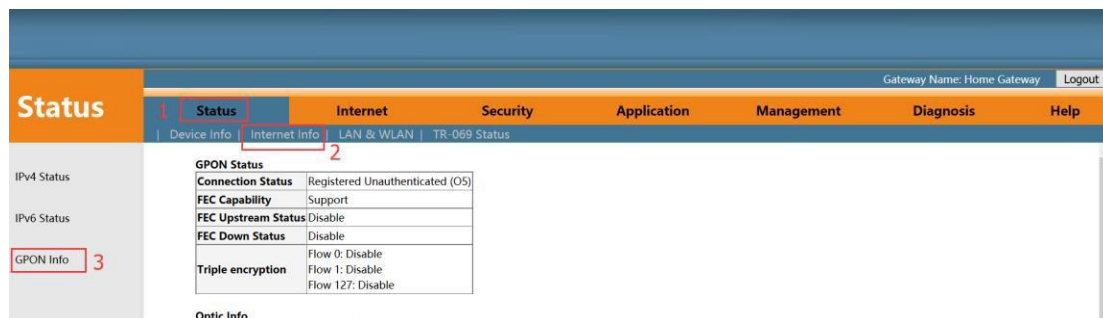 Gateway Name: Home Gateway Logout
Status
1 Status Internet Security Application Management Diagnosis Help
| Device Info | Internet Info | LAN & WLAN | TR-069 Status
2
IPv4 Status
IPv6 Status
GPON Info 3
GPON Status
Connection Status Registered Unauthenticated (O5)
FEC Capability Support
FEC Upstream Status Disable
FEC Down Status Disable
Triple encryption Flow 0: Disable
Flow 1: Disable
Flow 127: Disable
Optic Info